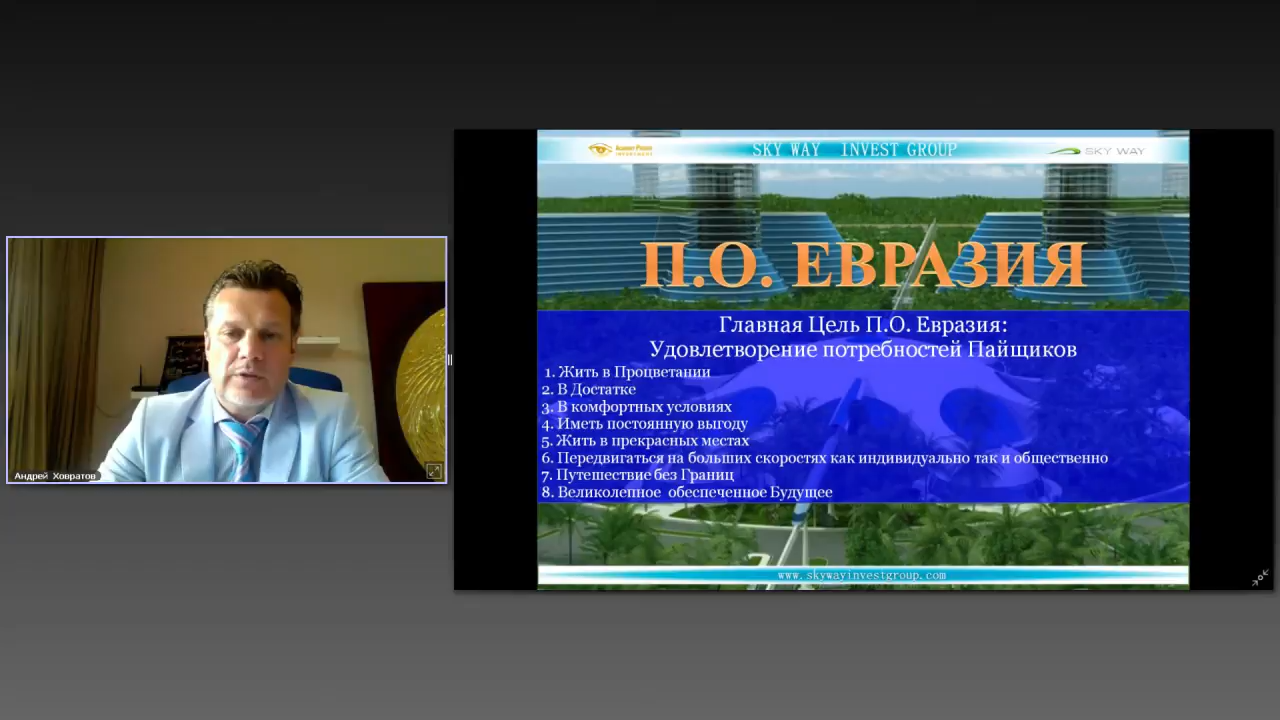 SKY WAY INVEST GROUP
SKY WAY
П.О. ЕВРАЗИЯ
Главная Цель П.О. Евразия:
Удовлетворение потребностей Пайщиков
1. Жить в Процветании
2. В Достатке
3. В комфортных условиях
4. Иметь постоянную выгоду
5. Жить в прекрасных местах
6. Передвигаться на больших скоростях как индивидуально так и общественно
7. Путешествие без Границ
8. Великолепное обеспеченное Будущее
www.skywayinvestgroup.com
Андрей Ховратов